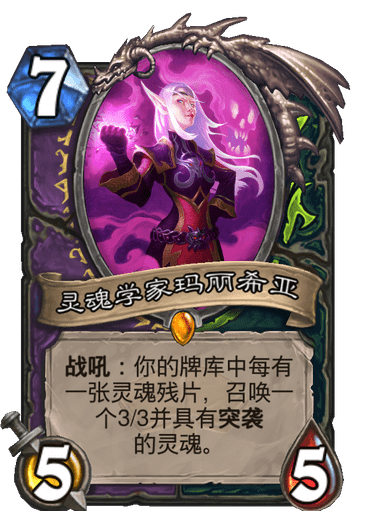 7
灵魂学家玛丽希亚
战吼：你的牌库中每有
一张灵魂残片，召唤一
个3/3并具有突袭
的灵魂。
5
5